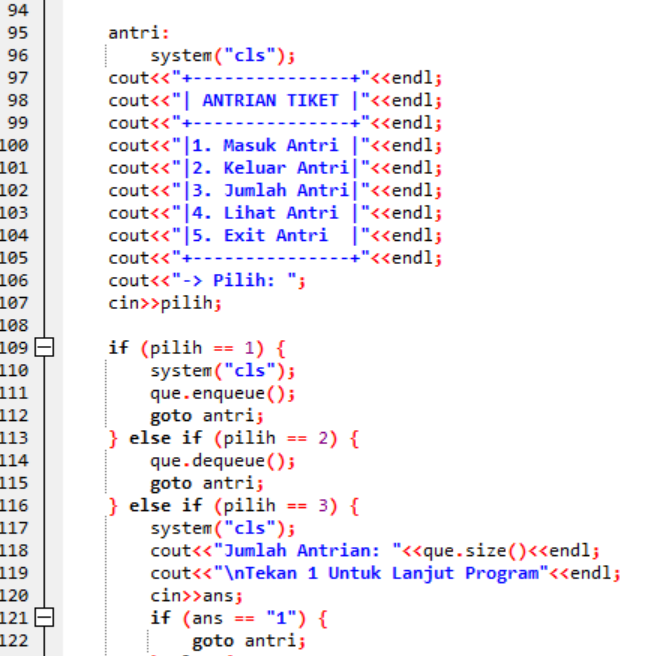 94
95 antri:
96 system("cls");
97 cout<<"+---------------+"<<endl;
98 cout<<"| ANTRIAN TIKET |"<<endl;
99 cout<<"+---------------+"<<endl;
100 cout<<"|1. Masuk Antri |"<<endl;
101 cout<<"|2. Keluar Antri|"<<endl;
102 cout<<"|3. Jumlah Antri|"<<endl;
103 cout<<"|4. Lihat Antri |"<<endl;
104 cout<<"|5. Exit Antri  |"<<endl;
105 cout<<"+---------------+"<<endl;
106 cout<<"-> Pilih: ";
107 cin>>pilih;
108
109 if (pilih == 1) {
110 system("cls");
111 que.enqueue();
112 goto antri;
113 } else if (pilih == 2) {
114 que.dequeue();
115 goto antri;
116 } else if (pilih == 3) {
117 system("cls");
118 cout<<"Jumlah Antrian: "<<que.size()<<endl;
119 cout<<"\nTekan 1 Untuk Lanjut Program"<<endl;
120 cin>>ans;
121 if (ans == "1") {
122 goto antri;